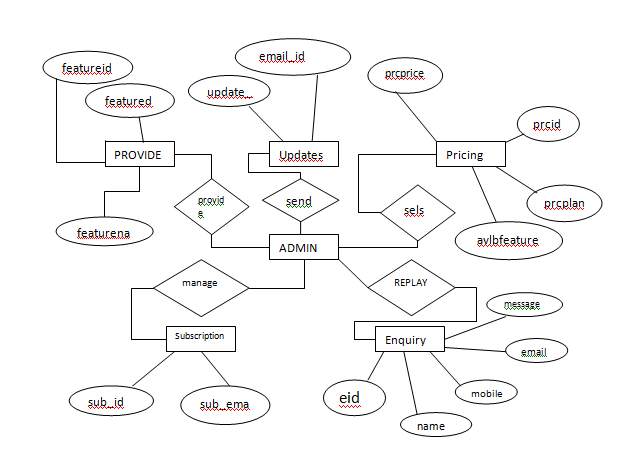 email_id
featureid
prcprice
update_
featured
prcid
PROVIDE
Updates
Pricing
provid
e
send
sels
prcplan
featurena
ADMIN
avlbfeature
manage
REPLAY
message
Subscription
Enquiry
email
sub_id
sub_ema
eid
mobile
name